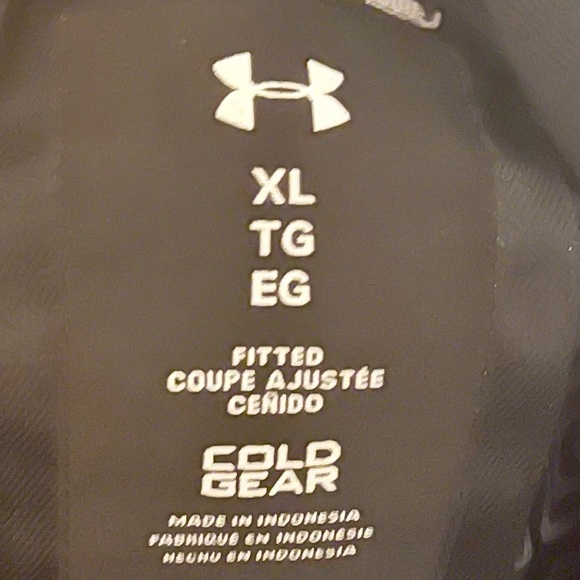 XL
TG
EG
FITTED
COUPE AJUSTÉE
CEÑIDO
COLD
GEAR
MADE IN INDONESIA
FABRIQUÉ EN INDONÉSIE
HECHO EN INDONESIA